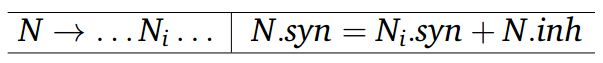 N → ...Nᵢ... N.syn = Nᵢ.syn + N.inh